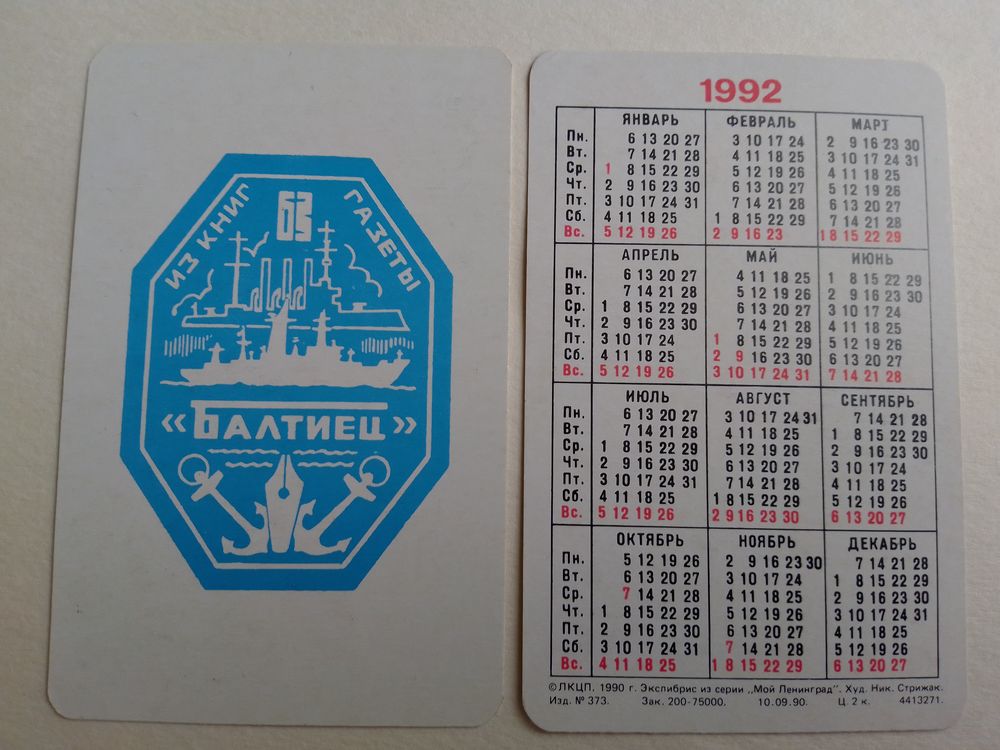 ИЗ КНИГ
БЗ
ГАЗЕТЫ
«БАЛТИЕЦ»
1992
ЯНВАРЬ ФЕВРАЛЬ МАРТ
Пн. 6 13 20 27 3 10 17 24 2 9 16 23 30
Вт. 7 14 21 28 4 11 18 25 3 10 17 24 31
Ср. 1 8 15 22 29 5 12 19 26 4 11 18 25
Чт. 2 9 16 23 30 6 13 20 27 5 12 19 26
Пт. 3 10 17 24 31 7 14 21 28 6 13 20 27
Сб. 4 11 18 25 1 8 15 22 29 7 14 21 28
Вс. 5 12 19 26 2 9 16 23 1 8 15 22 29
АПРЕЛЬ МАЙ ИЮНЬ
Пн. 6 13 20 27 4 11 18 25 1 8 15 22 29
Вт. 7 14 21 28 5 12 19 26 2 9 16 23 30
Ср. 1 8 15 22 29 6 13 20 27 3 10 17 24
Чт. 2 9 16 23 30 7 14 21 28 4 11 18 25
Пт. 3 10 17 24 1 8 15 22 29 5 12 19 26
Сб. 4 11 18 25 2 9 16 23 30 6 13 20 27
Вс. 5 12 19 26 3 10 17 24 31 7 14 21 28
ИЮЛЬ АВГУСТ СЕНТЯБРЬ
Пн. 6 13 20 27 3 10 17 24 31 7 14 21 28
Вт. 7 14 21 28 4 11 18 25 1 8 15 22 29
Ср. 1 8 15 22 29 5 12 19 26 2 9 16 23 30
Чт. 2 9 16 23 30 6 13 20 27 3 10 17 24
Пт. 3 10 17 24 31 7 14 21 28 4 11 18 25
Сб. 4 11 18 25 1 8 15 22 29 5 12 19 26
Вс. 5 12 19 26 2 9 16 23 30 6 13 20 27
ОКТЯБРЬ НОЯБРЬ ДЕКАБРЬ
Пн. 5 12 19 26 2 9 16 23 30 7 14 21 28
Вт. 6 13 20 27 3 10 17 24 1 8 15 22 29
Ср. 7 14 21 28 4 11 18 25 2 9 16 23 30
Чт. 1 8 15 22 29 5 12 19 26 3 10 17 24 31
Пт. 2 9 16 23 30 6 13 20 27 4 11 18 25
Сб. 3 10 17 24 31 7 14 21 28 5 12 19 26
Вс. 4 11 18 25 1 8 15 22 29 6 13 20 27
©ЛКЦП. 1990 г. Экслибрис из серии „Мой Ленинград". Худ. Ник. Стрижак.
Изд. № 373. Зак. 200-75000. 10.09.90. Ц. 2 к. 4413271.